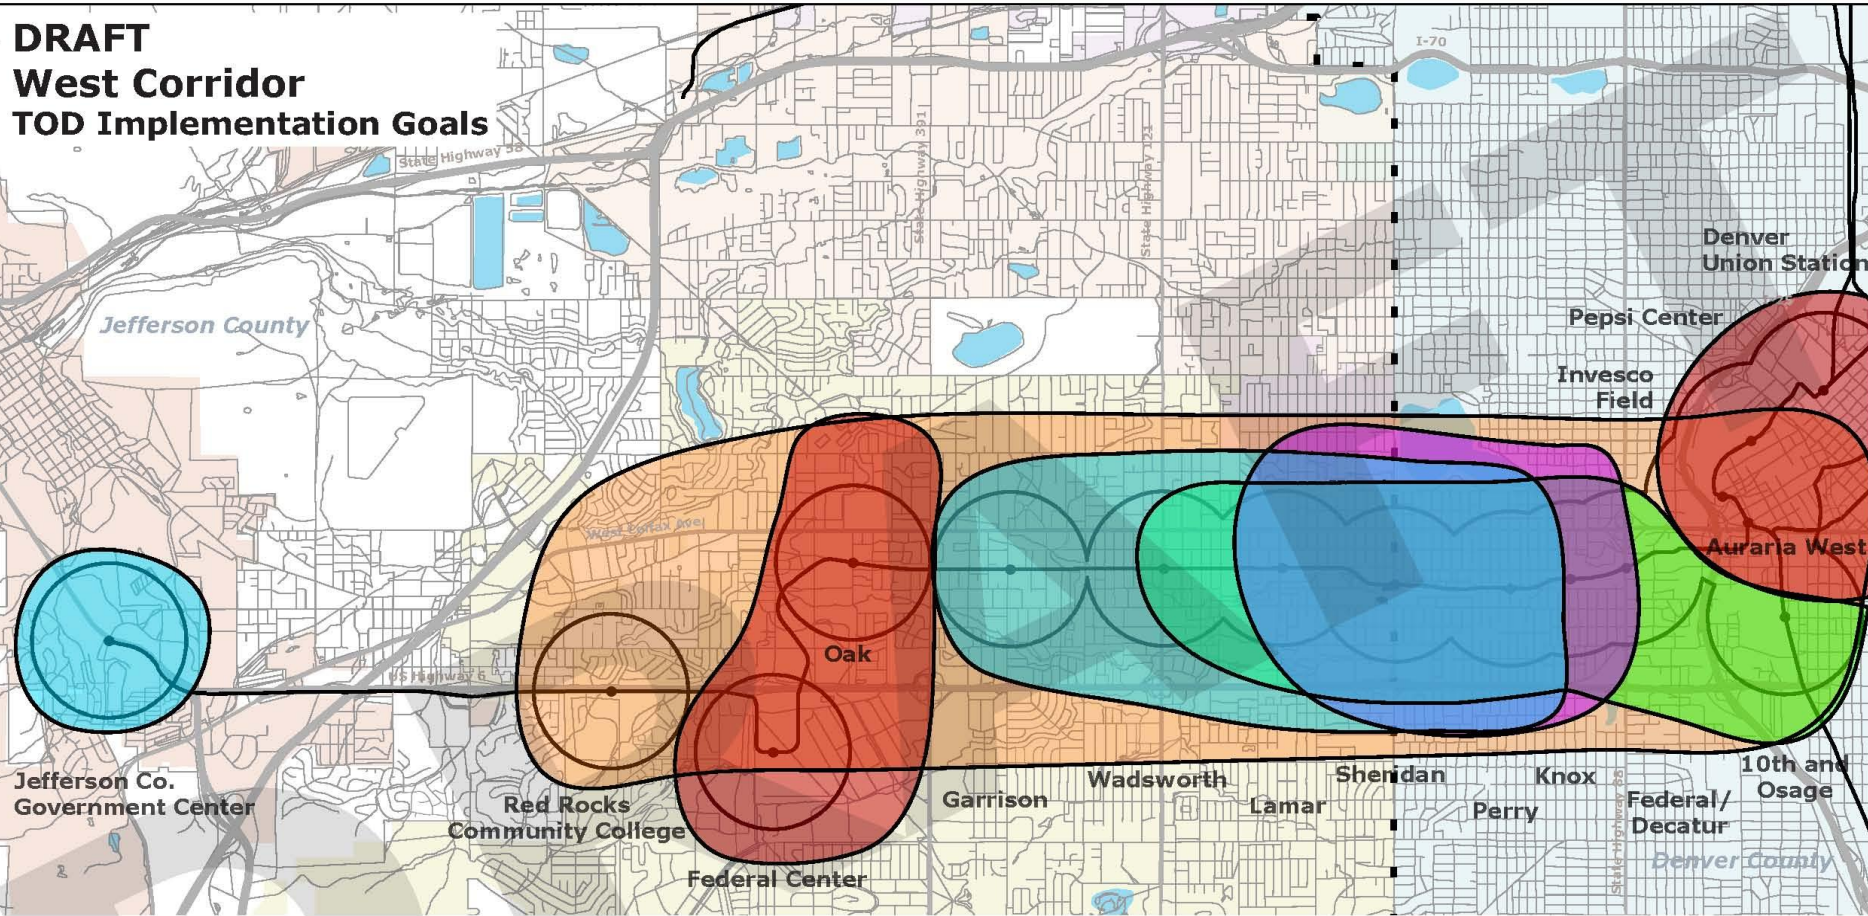 DRAFT
West Corridor
TOD Implementation Goals
I-70
State Highway 58
State Highway 391
State Highway 121
Denver
Union Station
Jefferson County
Pepsi Center
Invesco
Field
West Colfax Ave
Auraria West
Oak
US Highway 6
Jefferson Co.
Government Center
Red Rocks
Community College
Federal Center
Garrison
Wadsworth
Lamar
Sheridan
Perry
Knox
Federal/
Decatur
10th and
Osage
State Highway 88
Denver County